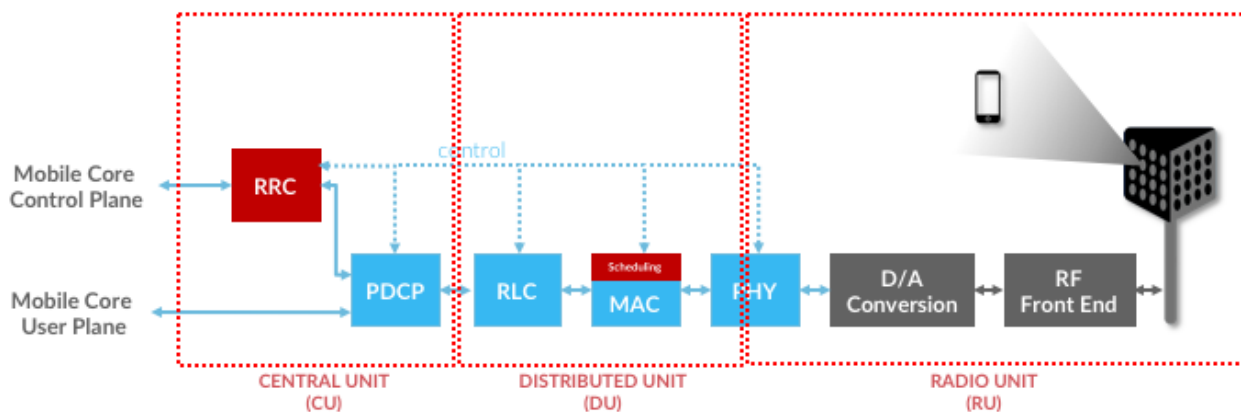 control
Mobile Core
Control Plane
RRC
Mobile Core
User Plane
PDCP
RLC
Scheduling
MAC
PHY
D/A
Conversion
RF
Front End
CENTRAL UNIT
(CU)
DISTRIBUTED UNIT
(DU)
RADIO UNIT
(RU)